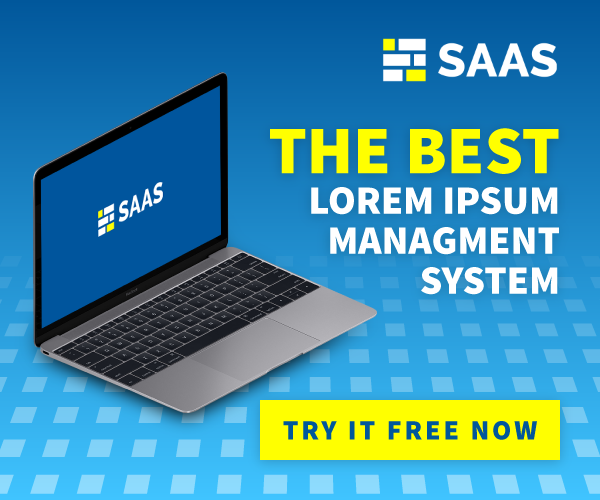 SAAS
THE BEST
LOREM IPSUM
MANAGMENT
SYSTEM
SAAS
TRY IT FREE NOW